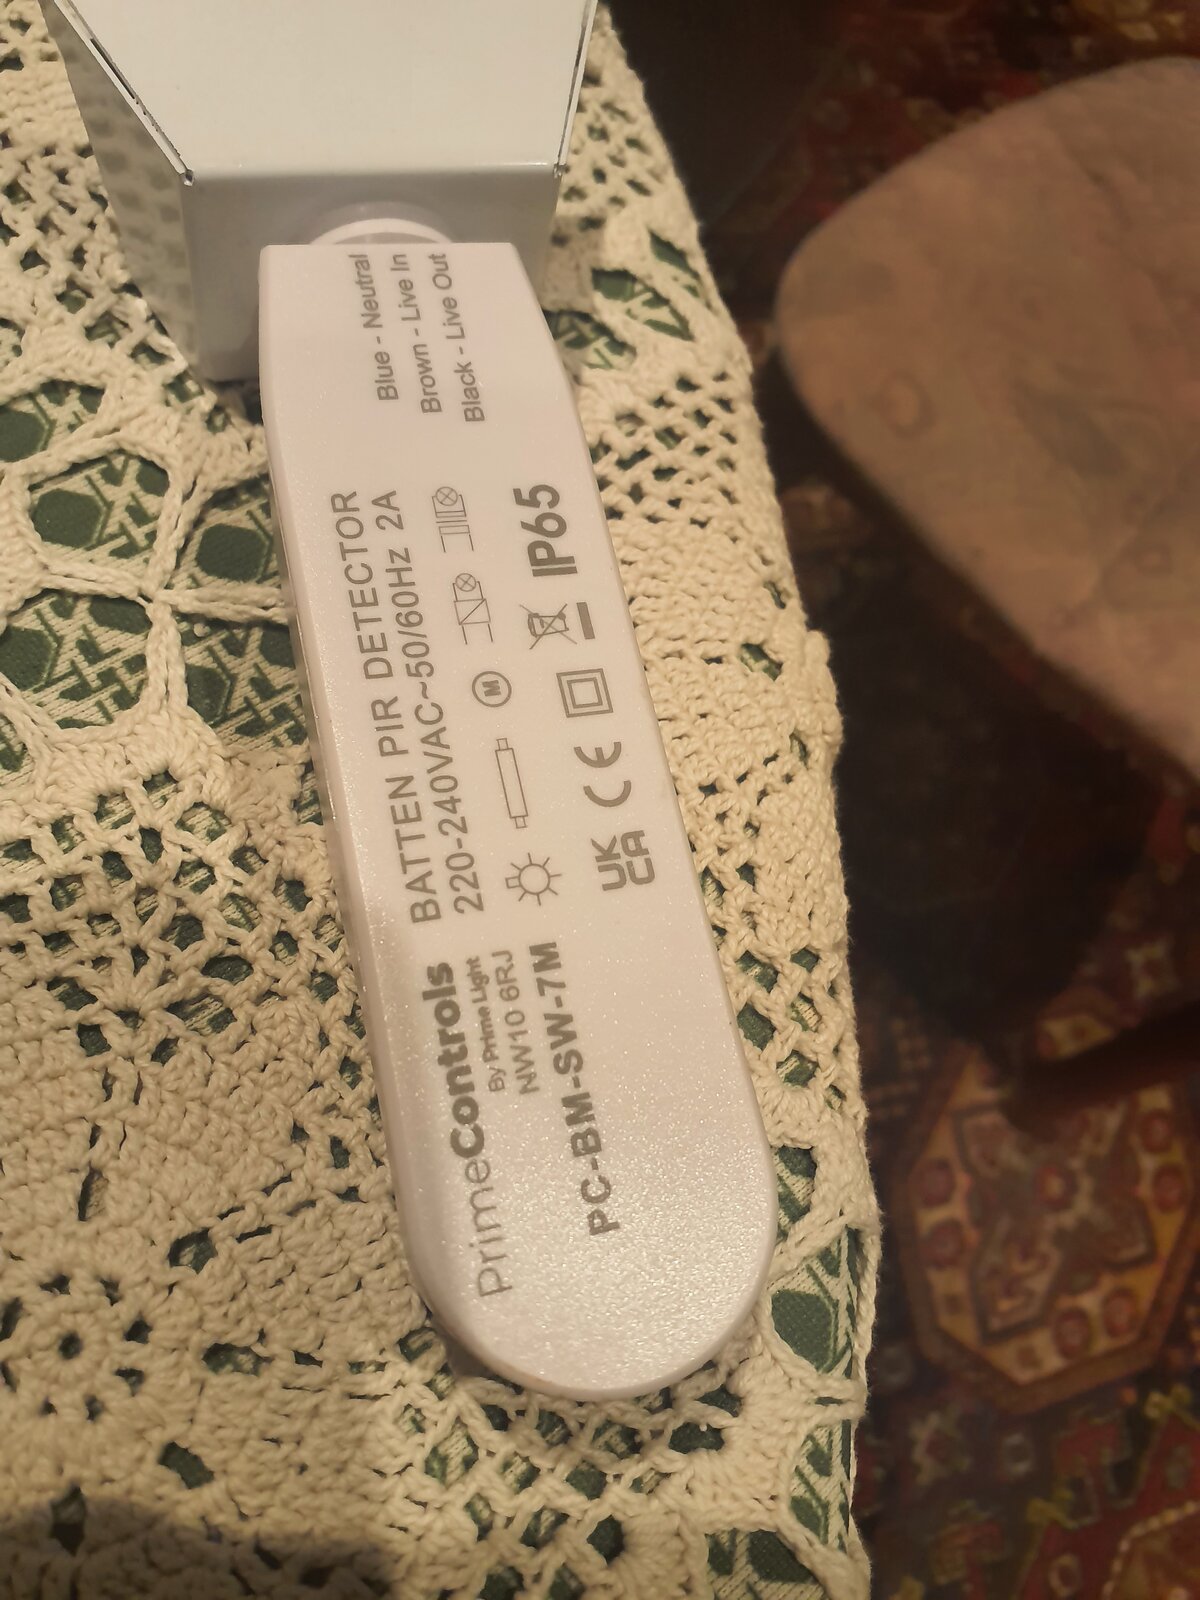 PrimeControls
By Prime Light
NW10 6RJ
PC-BM-SW-7M
BATTEN PIR DETECTOR
220-240VAC~50/60Hz 2A
M
UK
CA
CE
IP65
Blue - Neutral
Brown - Live In
Black - Live Out